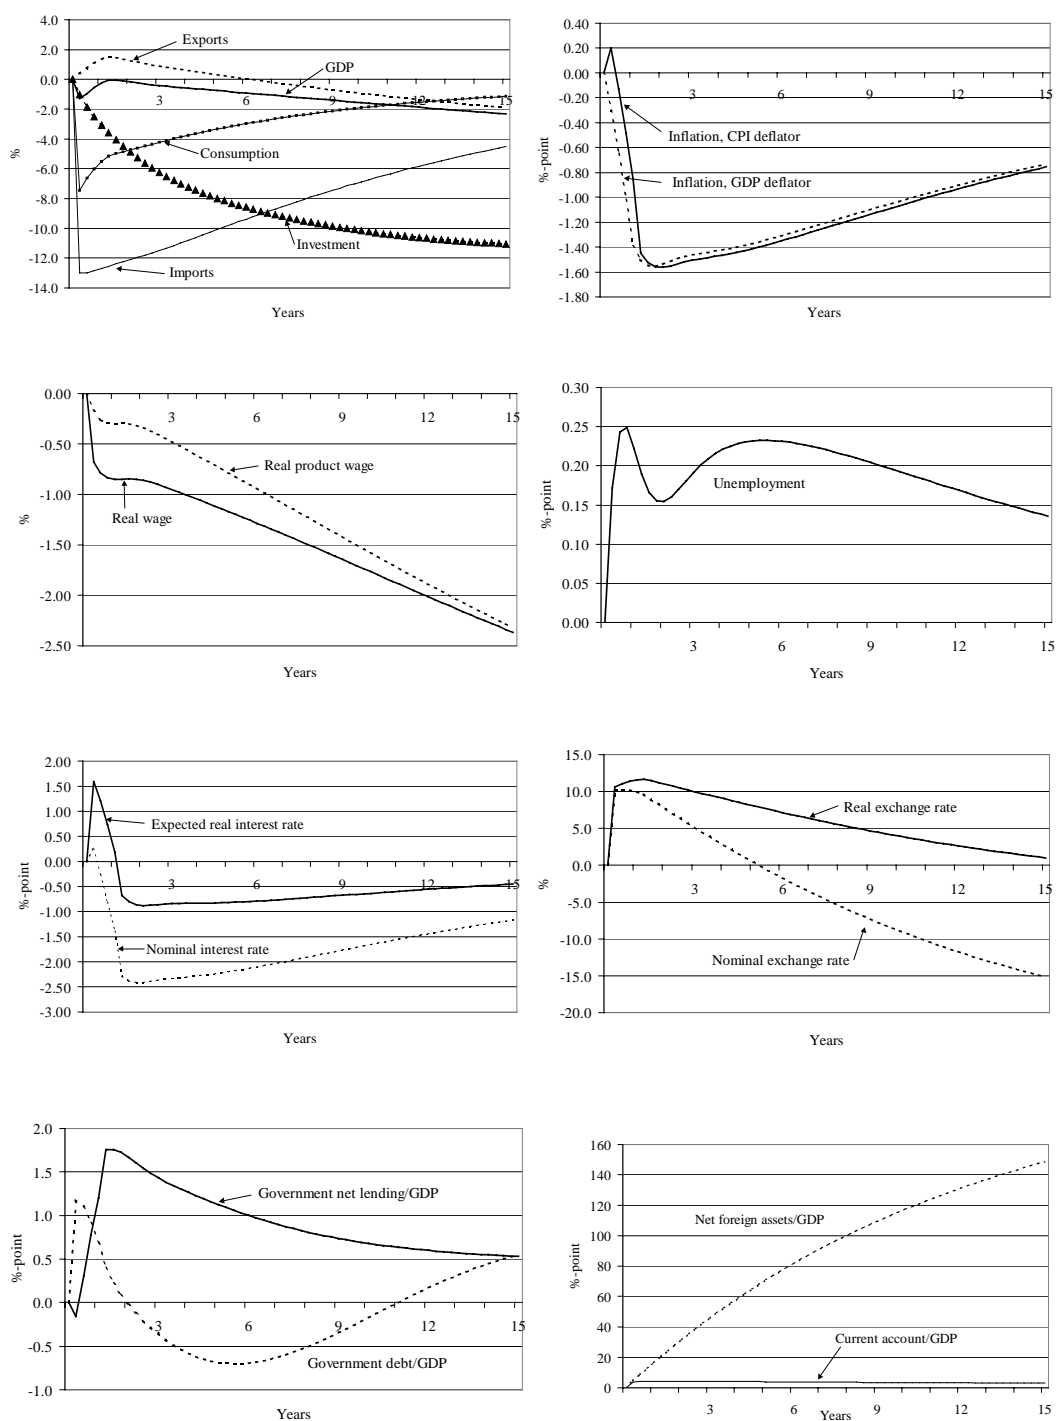 4.0
2.0
0.0
-2.0
-4.0
-6.0
-8.0
-10.0
-12.0
-14.0
%
Exports
GDP
3 6 9 12 15
Consumption
Investment
Imports
Years
0.40
0.20
0.00
-0.20
-0.40
-0.60
-0.80
-1.00
-1.20
-1.40
-1.60
-1.80
%-point
3 6 9 12 15
Inflation, CPI deflator
Inflation, GDP deflator
Years
0.00
-0.50
-1.00
-1.50
-2.00
-2.50
%
3 6 9 12 15
Real product wage
Real wage
Years
0.30
0.25
0.20
0.15
0.10
0.05
0.00
%-point
Unemployment
3 6 9 12 15
Years
2.00
1.50
1.00
0.50
0.00
-0.50
-1.00
-1.50
-2.00
-2.50
-3.00
%-point
Expected real interest rate
3 6 9 12 15
Nominal interest rate
Years
15.0
10.0
5.0
0.0
-5.0
-10.0
-15.0
-20.0
%
Real exchange rate
3 6 9 12 15
Nominal exchange rate
Years
2.0
1.5
1.0
0.5
0.0
-0.5
-1.0
%-point
Government net lending/GDP
3 6 9 12 15
Government debt/GDP
Years
160
140
120
100
80
60
40
20
0
%-point
Net foreign assets/GDP
Current account/GDP
3 6 9 12 15
Years